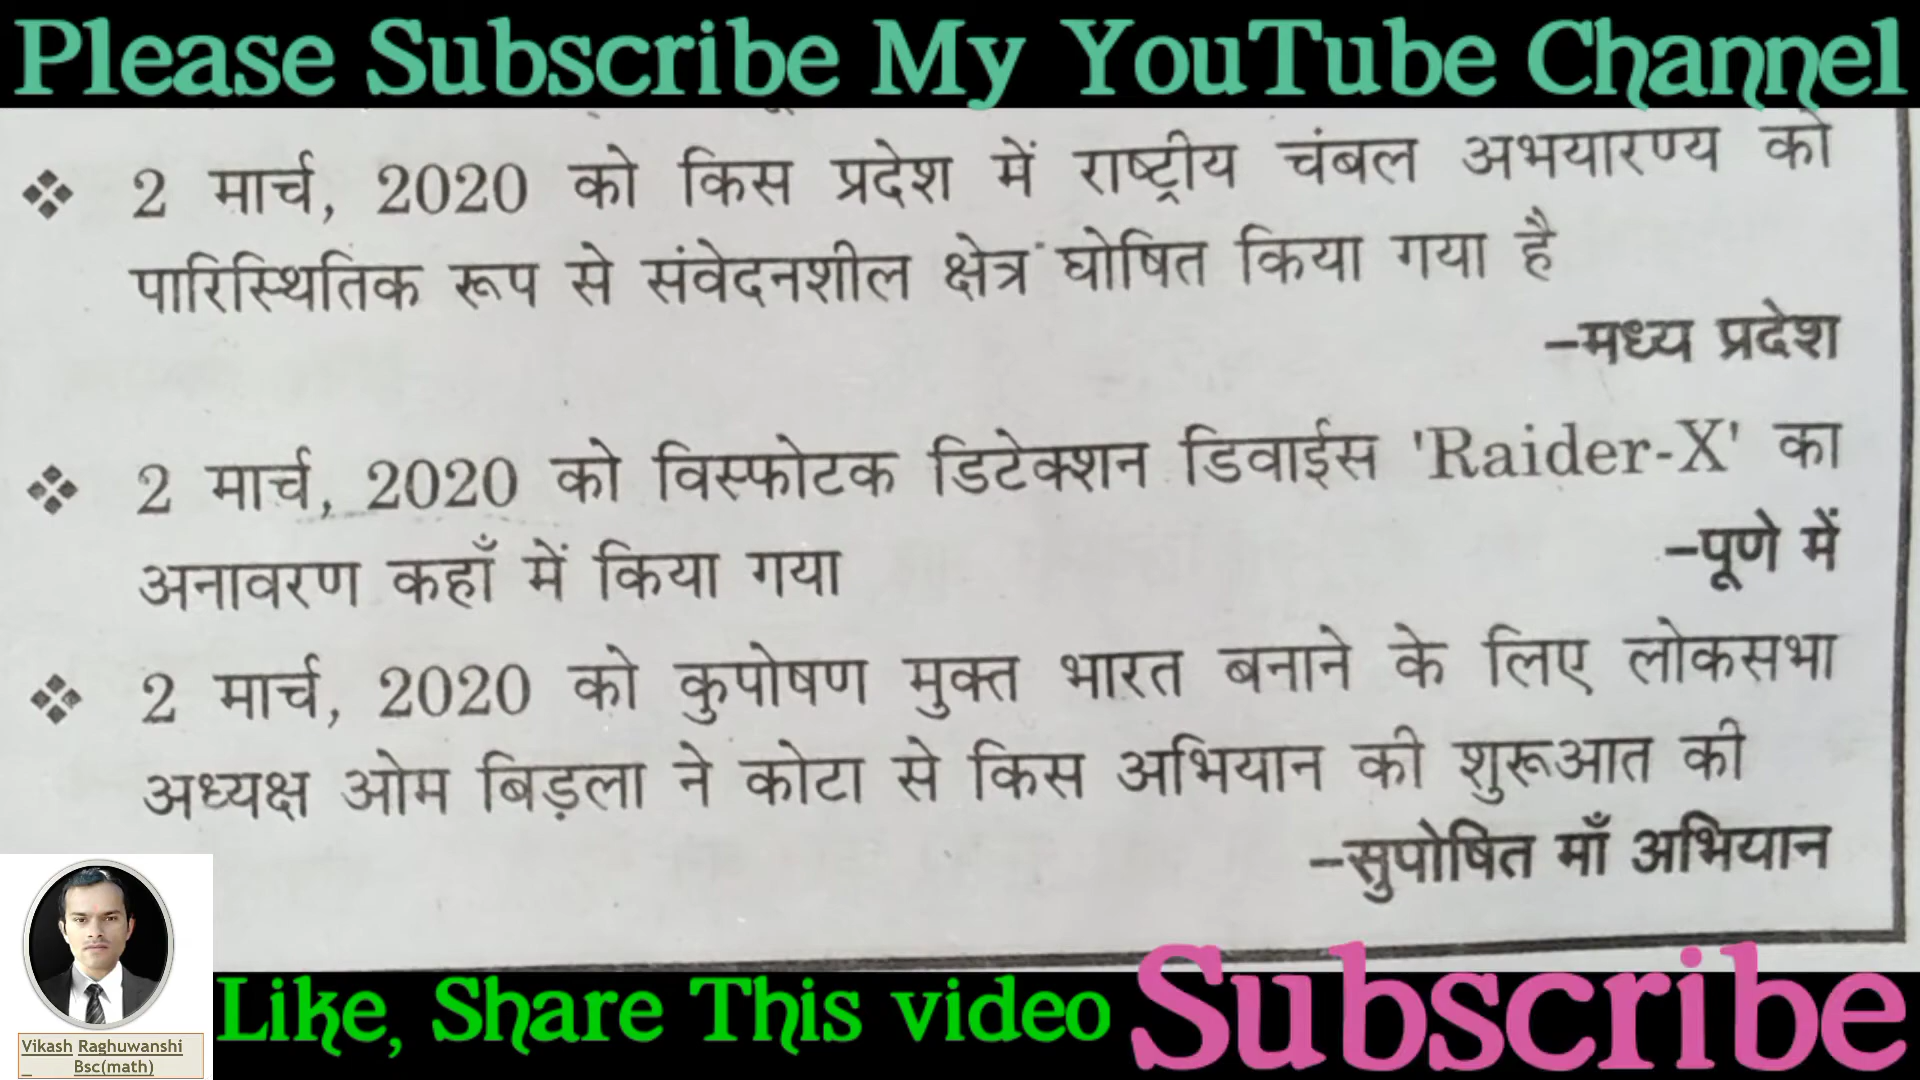 Please Subscribe My YouTube Channel
❖ 2 मार्च, 2020 को किस प्रदेश में राष्ट्रीय चंबल अभयारण्य को
पारिस्थितिक रूप से संवेदनशील क्षेत्र घोषित किया गया है
–मध्य प्रदेश
❖ 2 मार्च, 2020 को विस्फोटक डिटेक्शन डिवाईस 'Raider-X' का
अनावरण कहाँ में किया गया –पूणे में
❖ 2 मार्च, 2020 को कुपोषण मुक्त भारत बनाने के लिए लोकसभा
अध्यक्ष ओम बिड़ला ने कोटा से किस अभियान की शुरूआत की
–सुपोषित माँ अभियान
Like, Share This video Subscribe
Vikash Raghuwanshi
Bsc(math)